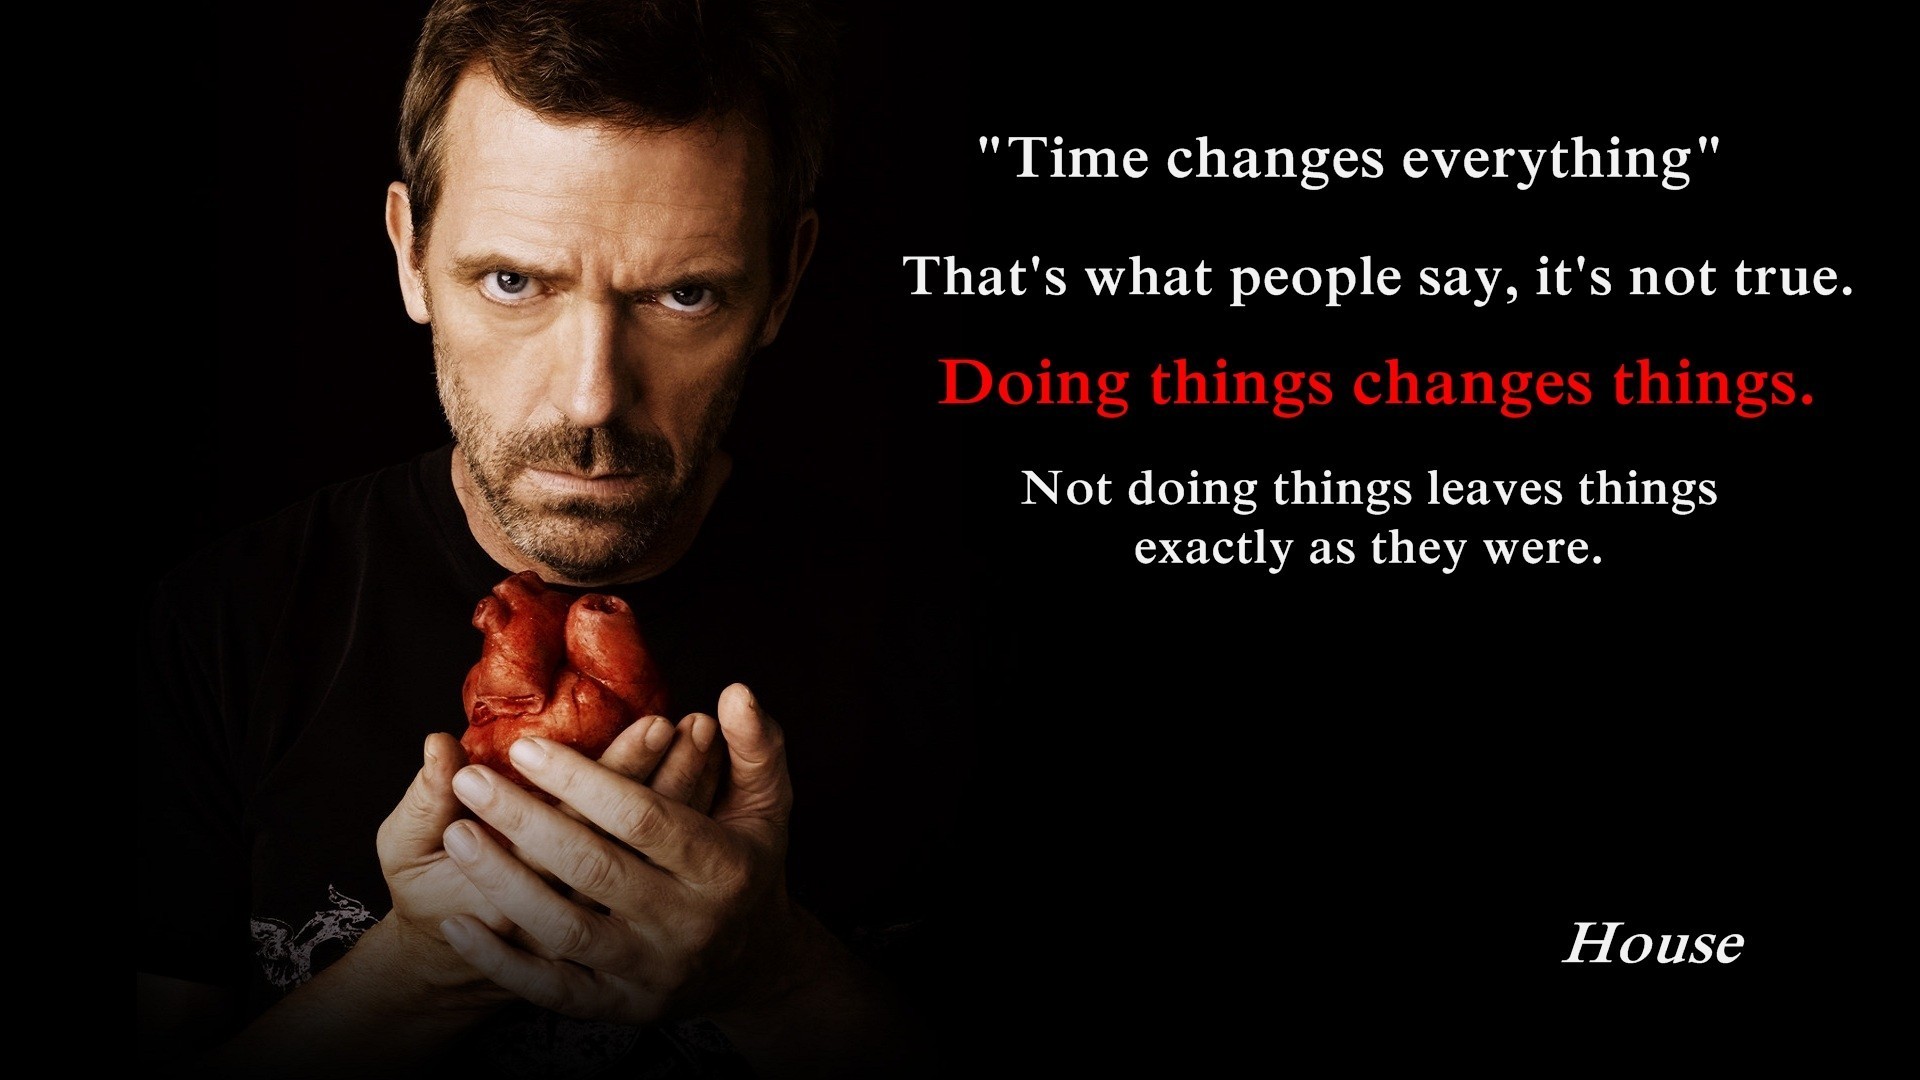 "Time changes everything"
That's what people say, it's not true.
Doing things changes things.
Not doing things leaves things
exactly as they were.
House